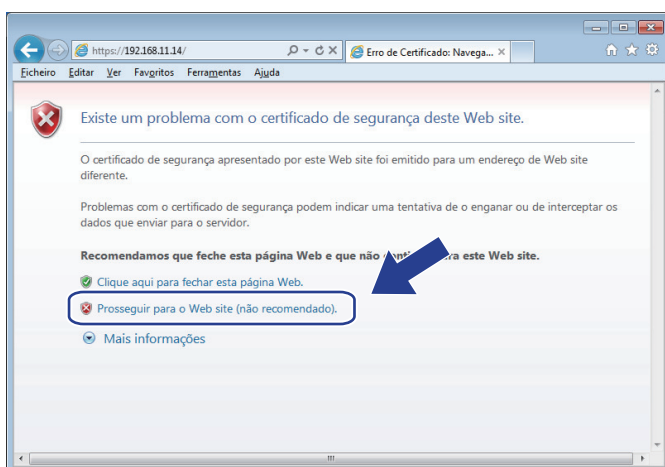 https://192.168.11.14/
Erro de Certificado: Navega...
Ficheiro Editar Ver Favoritos Ferramentas Ajuda
Existe um problema com o certificado de segurança deste Web site.
O certificado de segurança apresentado por este Web site foi emitido para um endereço de Web site
diferente.
Problemas com o certificado de segurança podem indicar uma tentativa de o enganar ou de interceptar os
dados que enviar para o servidor.
Recomendamos que feche esta página Web e que não para este Web site.
Clique aqui para fechar esta página Web.
Prosseguir para o Web site (não recomendado).
Mais informações